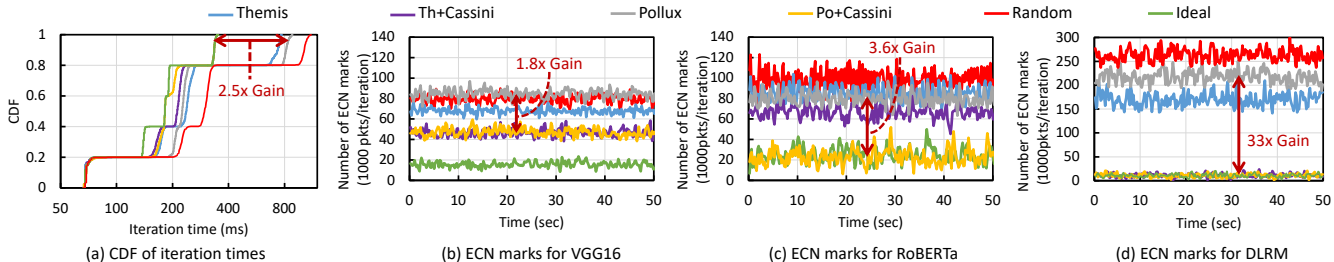 Themis Th+Cassini Pollux Po+Cassini Random Ideal
CDF
1
0.8
0.6
0.4
0.2
0
2.5x Gain
50 100 200 400 800
Iteration time (ms)
(a) CDF of iteration times
Number of ECN marks
(1000 pkts/iteration)
140
120
100
80
60
40
20
0
1.8x Gain
0 10 20 30 40 50
Time (sec)
(b) ECN marks for VGG16
Number of ECN marks
(1000pkts/iteration)
140
120
100
80
60
40
20
0
3.6x Gain
0 10 20 30 40 50
Time (sec)
(c) ECN marks for RoBERTa
Number of ECN marks
(1000pkts/iteration)
300
250
200
150
100
50
0
33x Gain
0 10 20 30 40 50
Time (sec)
(d) ECN marks for DLRM